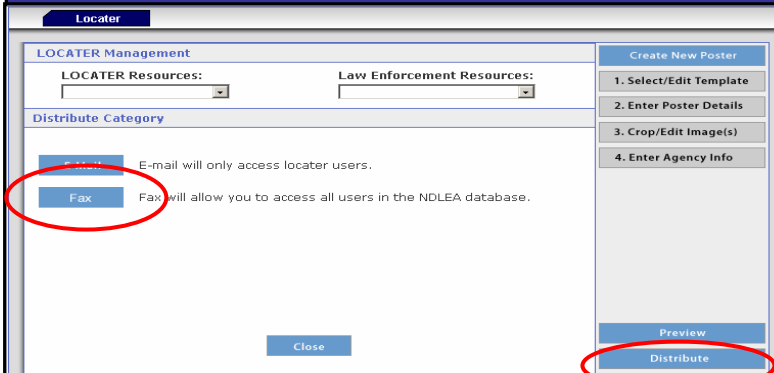 Locater
LOCATER Management
LOCATER Resources:
Law Enforcement Resources:
Distribute Category
E-Mail
E-mail will only access locater users.
Fax
Fax will allow you to access all users in the NDLEA database.
Close
Create New Poster
1. Select/Edit Template
2. Enter Poster Details
3. Crop/Edit Image(s)
4. Enter Agency Info
Preview
Distribute